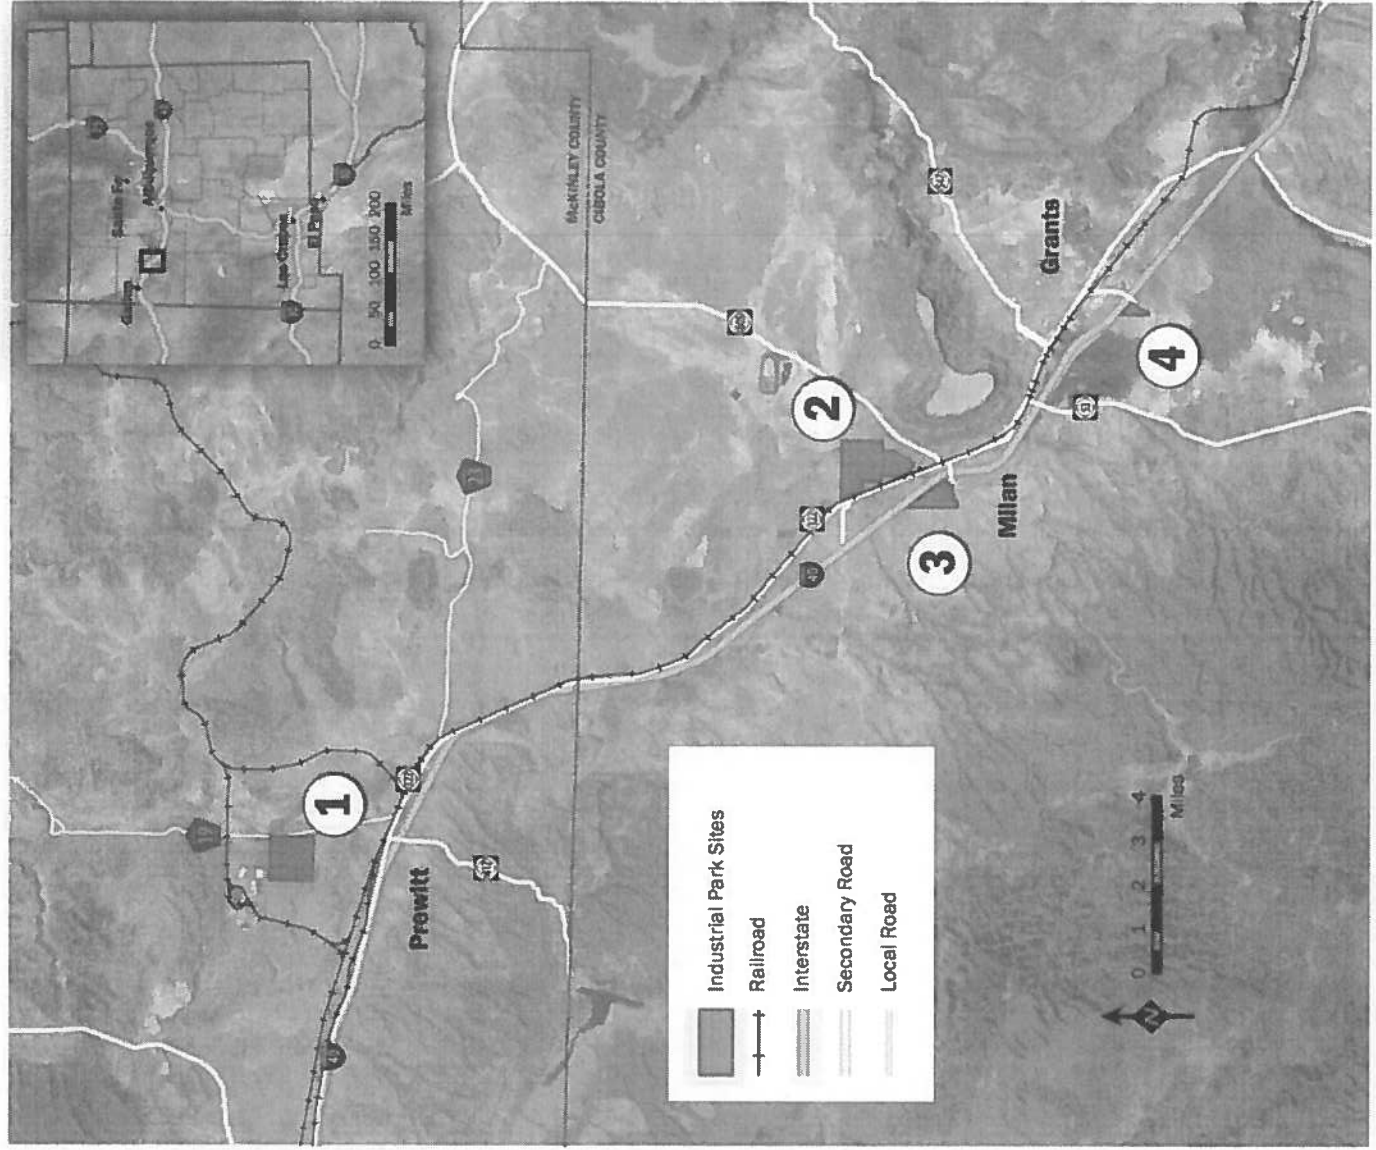 Gallup
Santa Fe
Albuquerque
Las Cruces
El Paso
0 50 100 150 200
Miles
McKINLEY COUNTY
CIBOLA COUNTY
1
Prewitt
2
3
Milan
Grants
4
Industrial Park Sites
Railroad
Interstate
Secondary Road
Local Road
N
0 1 2 3 4
Miles